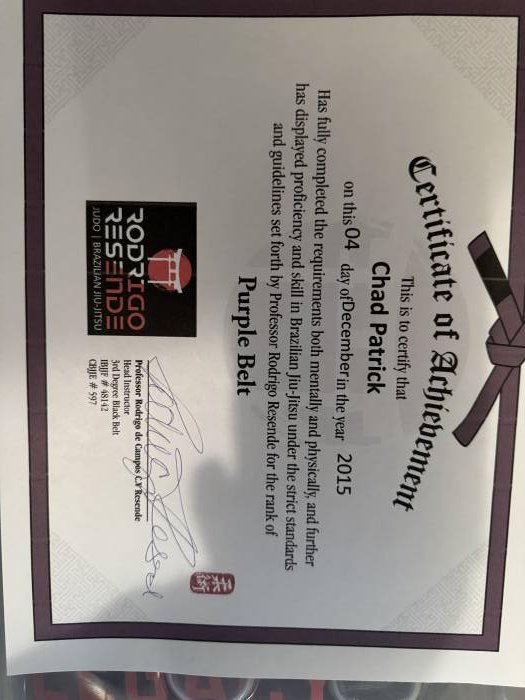 Certificate of Achievement
This is to certify that
Chad Patrick
on this 04 day of December in the year 2015
Has fully completed the requirements both mentally and physically, and further
has displayed proficiency and skill in Brazilian Jiu-Jitsu under the strict standards
and guidelines set forth by Professor Rodrigo Resende for the rank of
Purple Belt
RODRIGO
RESENDE
JUDO | BRAZILIAN JIU-JITSU
Professor Rodrigo de Campos C.V Resende
Head Instructor
3rd Degree Black Belt
IBJJF # 48142
CBJJE # 597
柔術